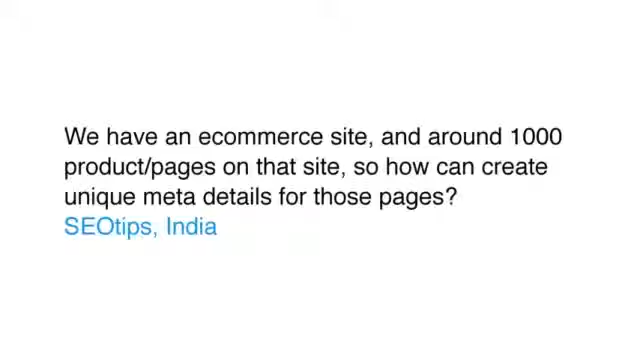 We have an ecommerce site, and around 1000
product/pages on that site, so how can create
unique meta details for those pages?
SEOtips, India